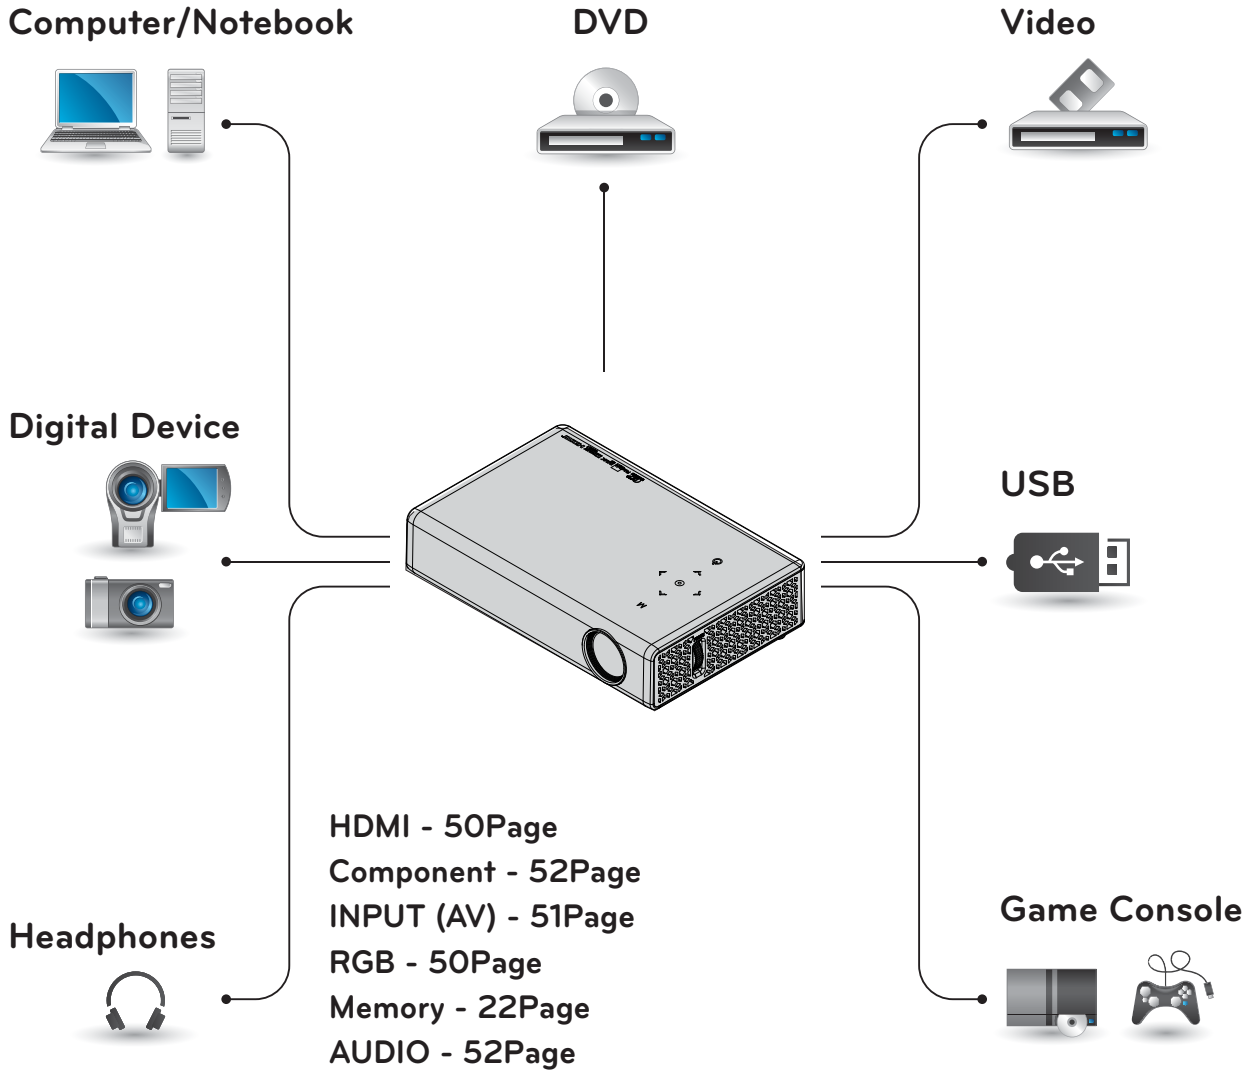 Computer/Notebook
DVD
Video
Digital Device
USB
HDMI - 50Page
Component - 52Page
INPUT (AV) - 51Page
RGB - 50Page
Memory - 22Page
AUDIO - 52Page
Headphones
Game Console
M